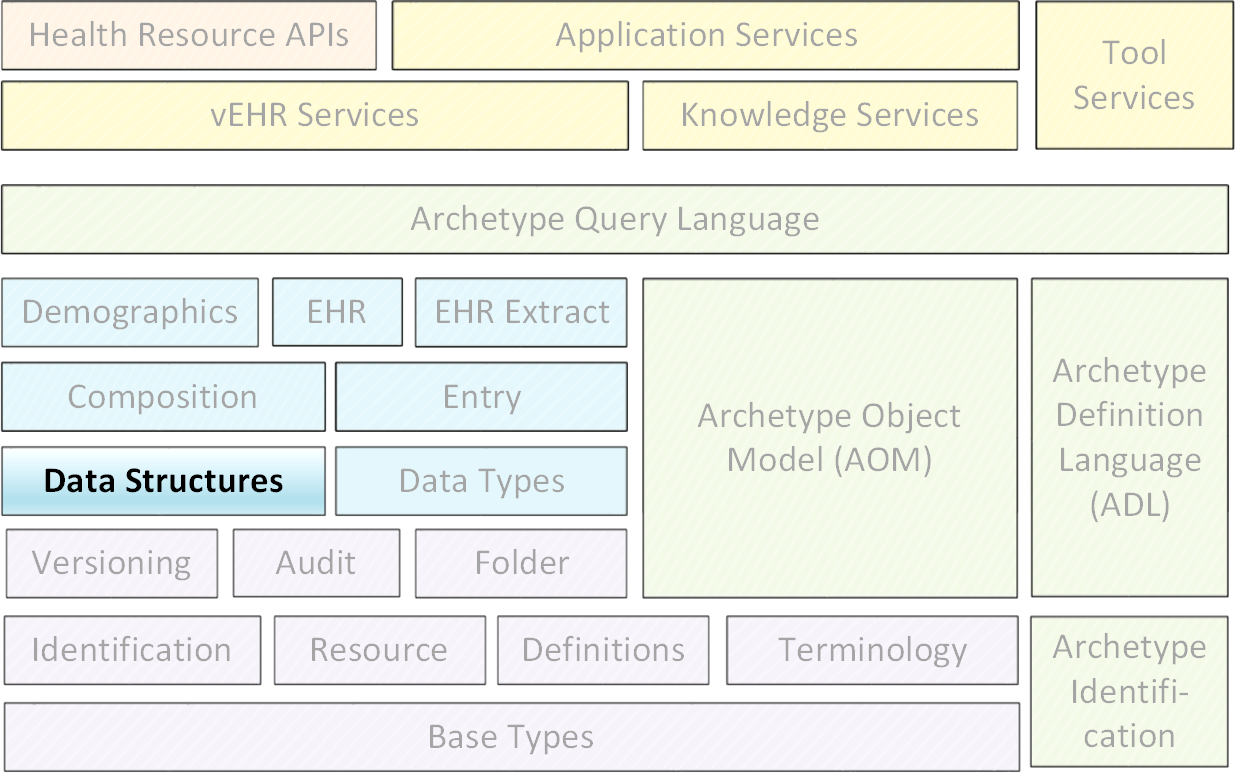 Health Resource APIs
Application Services
Tool
Services
vEHR Services
Knowledge Services
Archetype Query Language
Demographics
EHR
EHR Extract
Composition
Entry
Data Structures
Data Types
Archetype Object
Model (AOM)
Archetype
Definition
Language
(ADL)
Versioning
Audit
Folder
Identification
Resource
Definitions
Terminology
Archetype
Identifi-
cation
Base Types